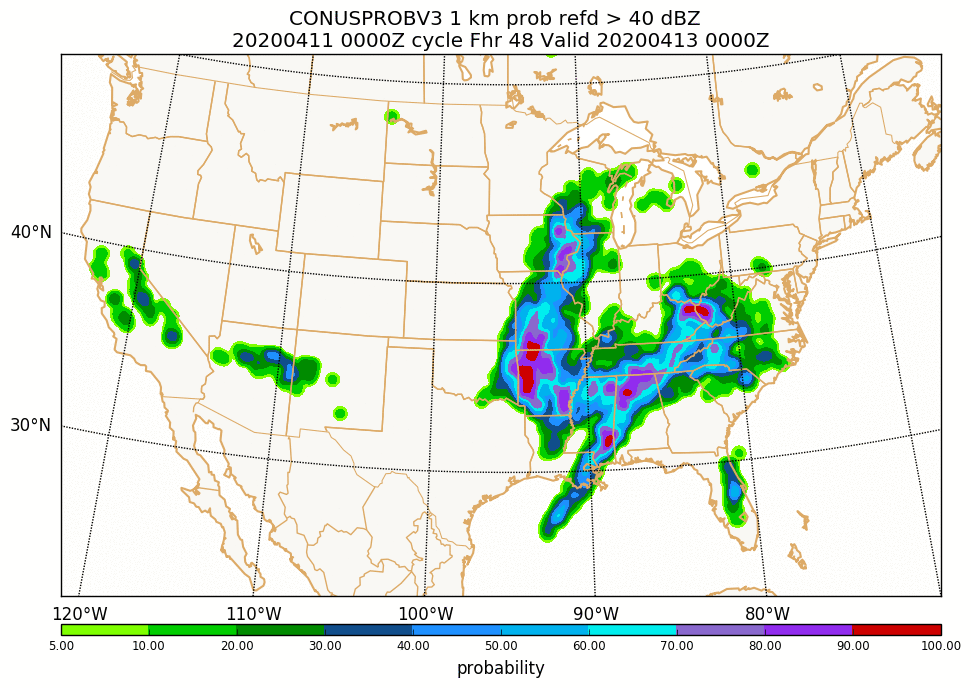 CONUSPROBV3 1 km prob refd > 40 dBZ
20200411 0000Z cycle Fhr 48 Valid 20200413 0000Z
40°N
30°N
120°W 110°W 100°W 90°W 80°W
5.00 10.00 20.00 30.00 40.00 50.00 60.00 70.00 80.00 90.00 100.00
probability